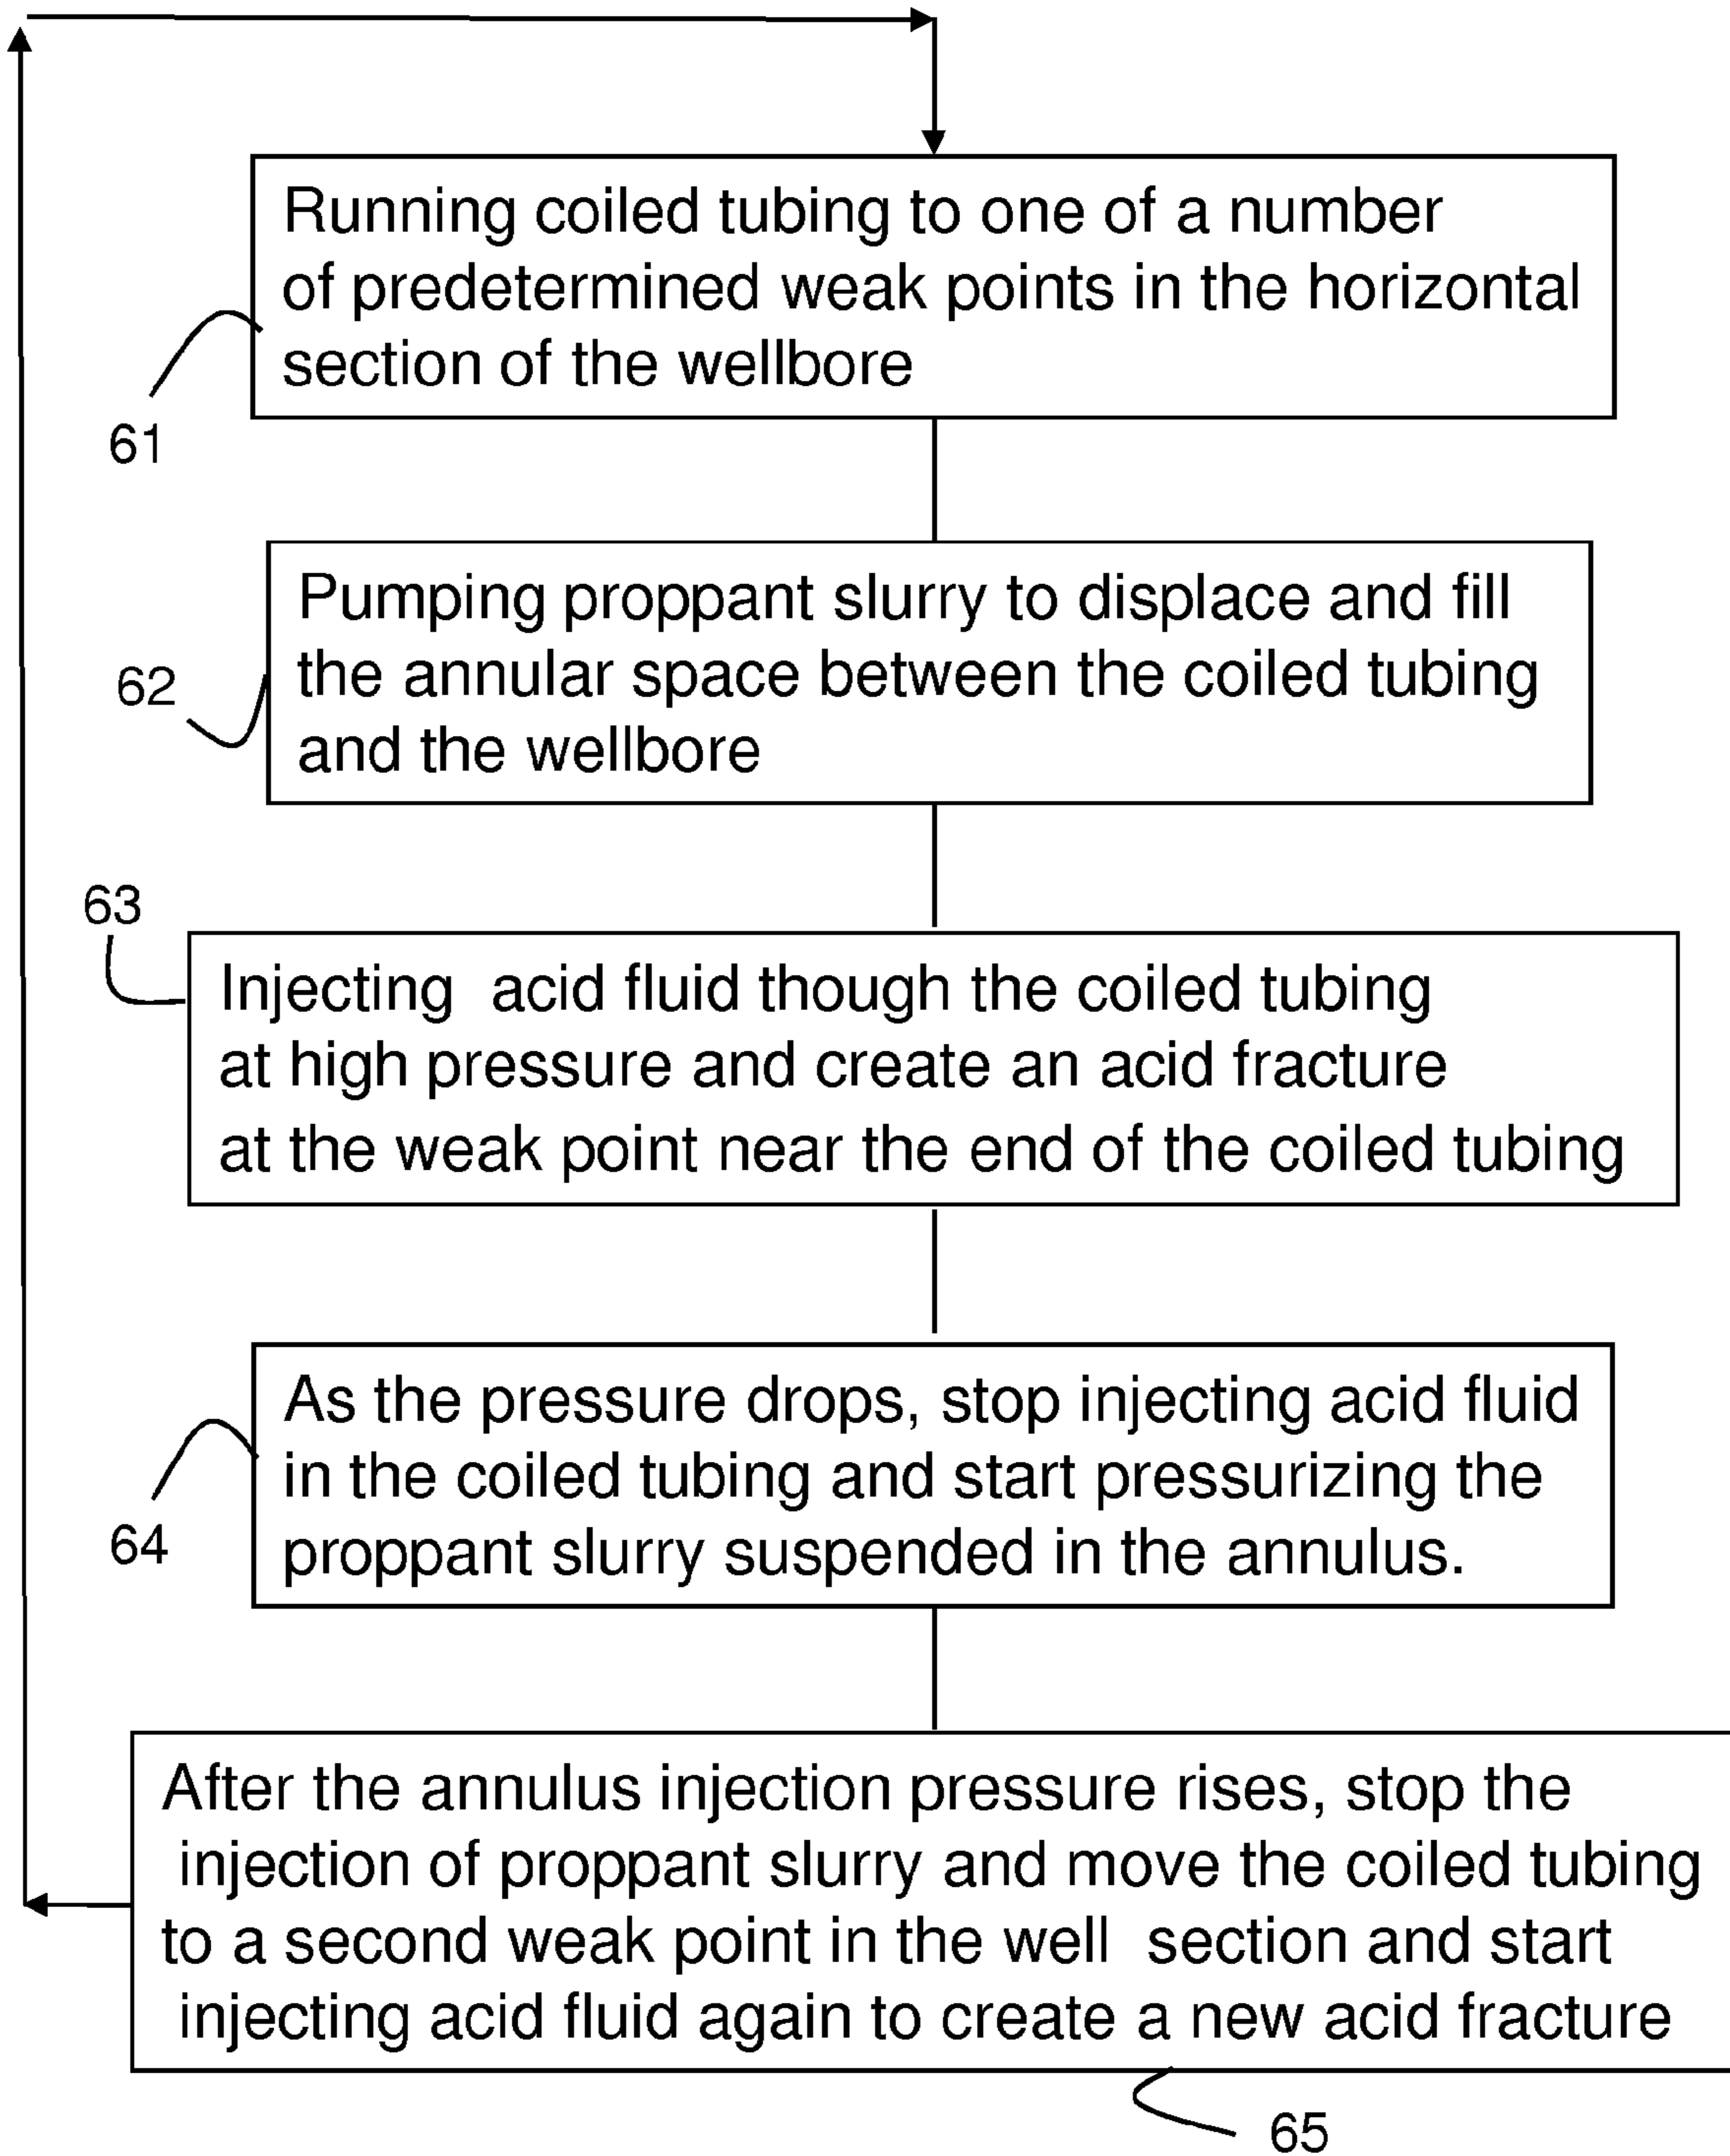 Running coiled tubing to one of a number
of predetermined weak points in the horizontal
section of the wellbore
61
Pumping proppant slurry to displace and fill
the annular space between the coiled tubing
and the wellbore
62
63
Injecting acid fluid though the coiled tubing
at high pressure and create an acid fracture
at the weak point near the end of the coiled tubing
As the pressure drops, stop injecting acid fluid
in the coiled tubing and start pressurizing the
proppant slurry suspended in the annulus.
64
After the annulus injection pressure rises, stop the
injection of proppant slurry and move the coiled tubing
to a second weak point in the well section and start
injecting acid fluid again to create a new acid fracture
65